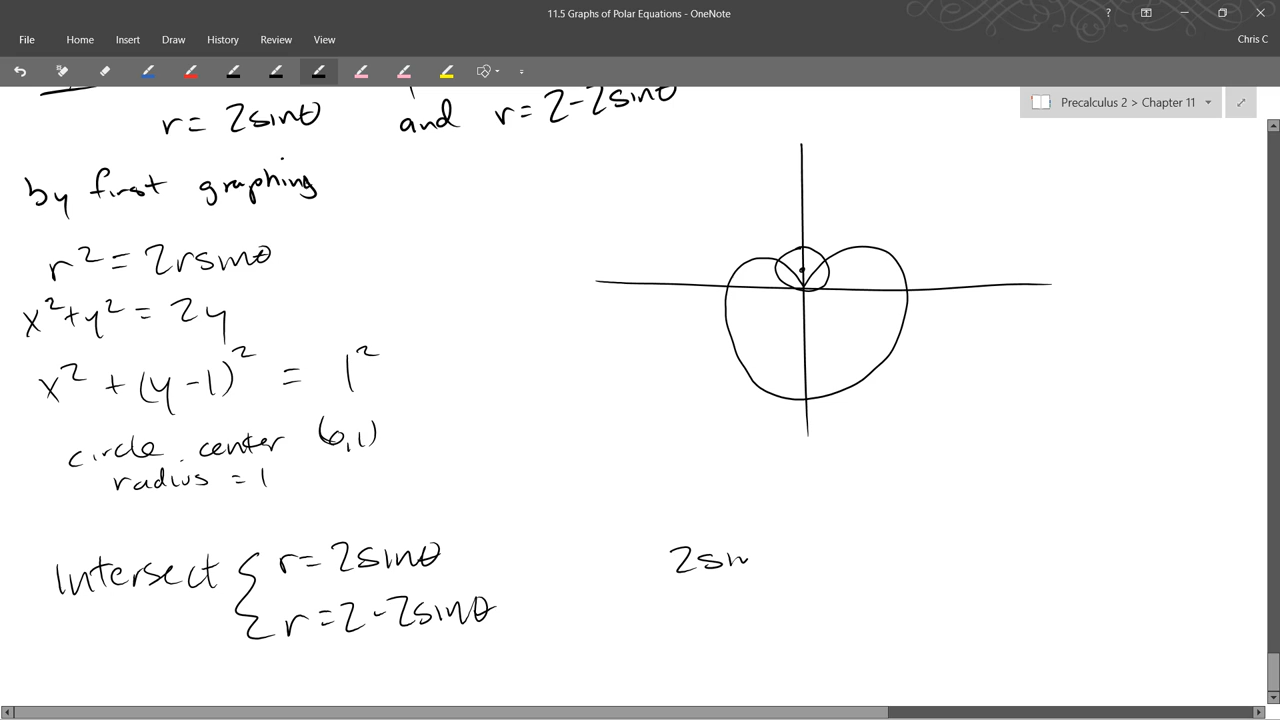 11.5 Graphs of Polar Equations - OneNote
File Home Insert Draw History Review View
Chris C
Precalculus 2 > Chapter 11
r = 2sinθ and r = 2-2sinθ
by first graphing
r² = 2rsinθ
x²+y² = 2y
x² + (y-1)² = 1²
circle center (0,1)
radius = 1
Intersect { r = 2sinθ
{ r = 2-2sinθ
2sin